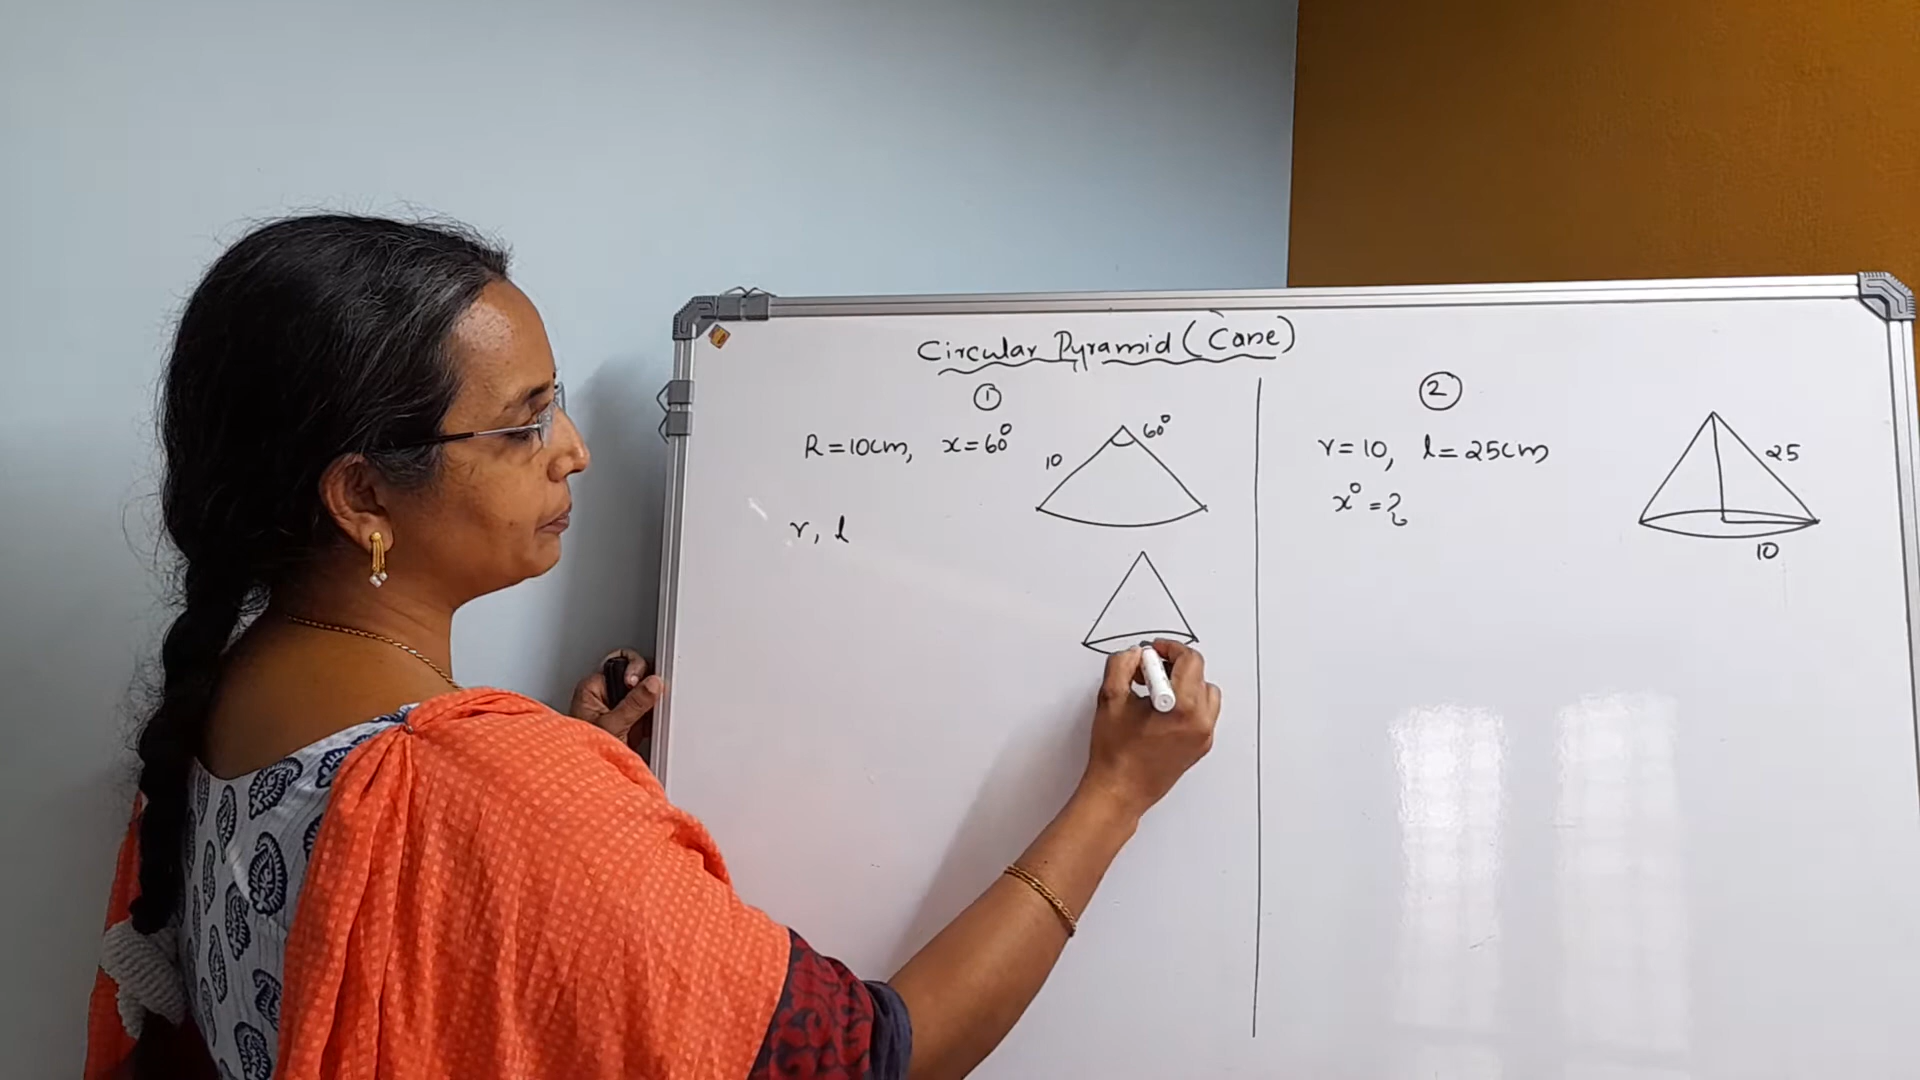 Circular Pyramid (Cone)
①
R=10cm, x=60°
60°
10
r, l
②
r=10, l=25cm
x°=?
25
10